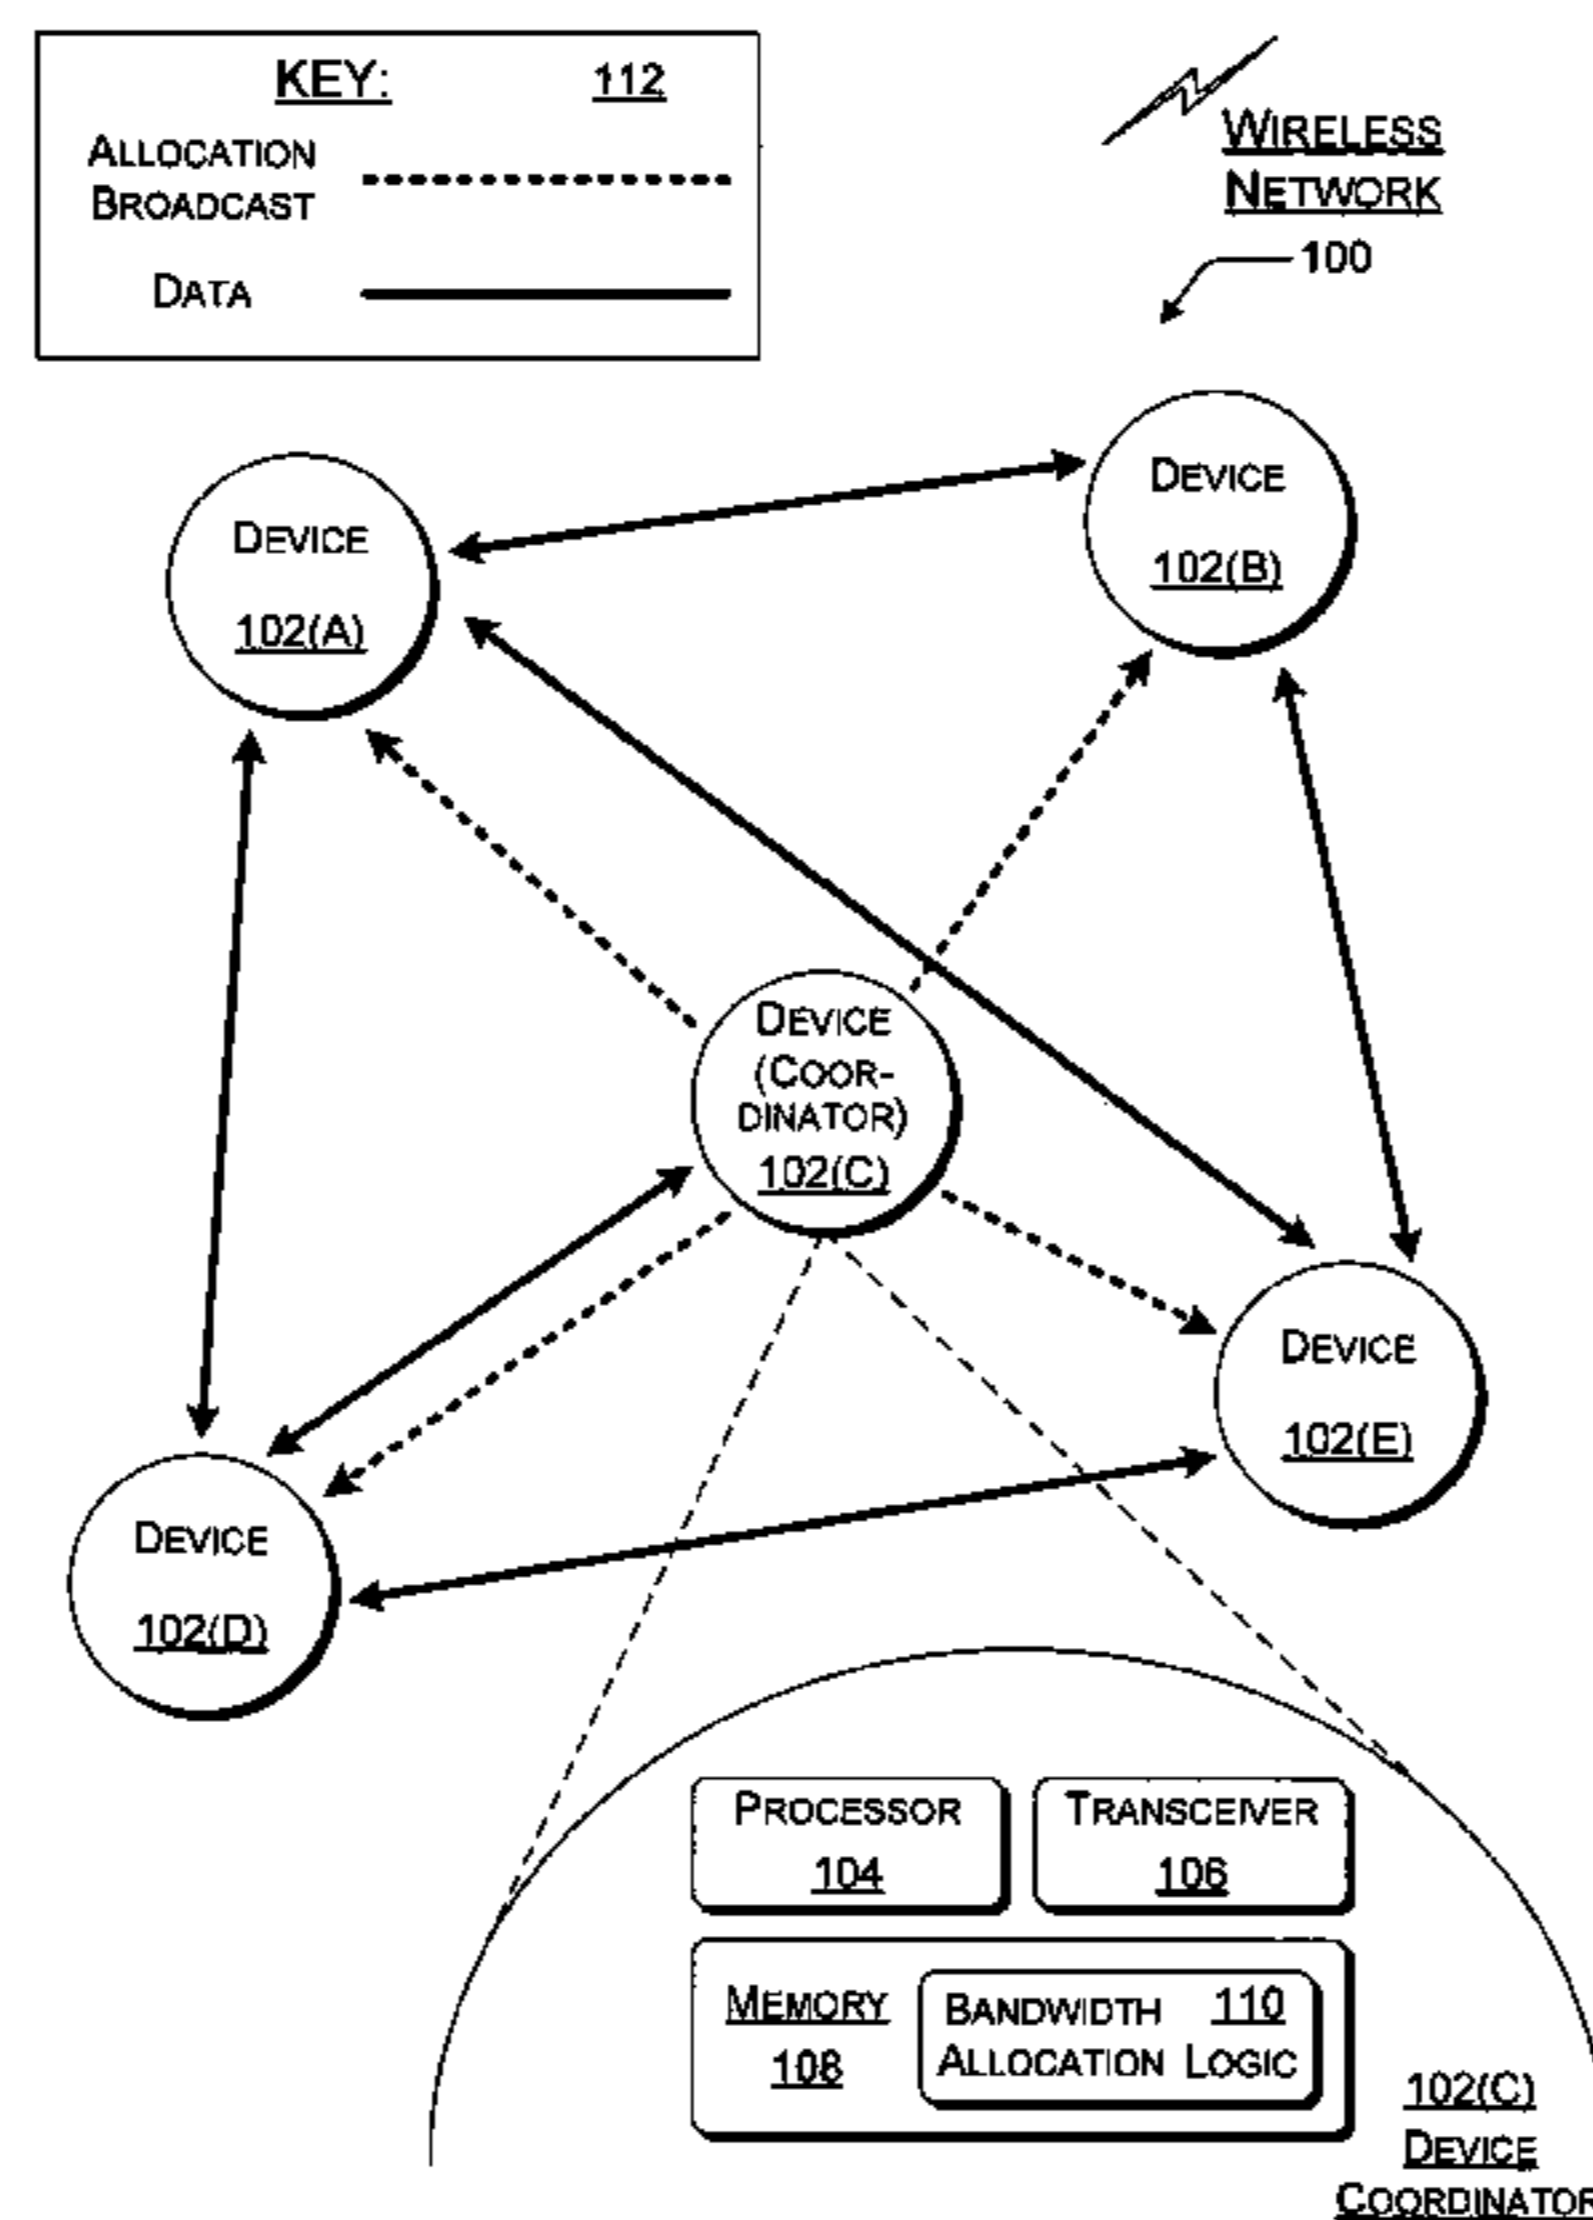 KEY: 112
ALLOCATION
BROADCAST
DATA
WIRELESS
NETWORK
100
DEVICE
102(A)
DEVICE
102(B)
DEVICE
(COOR-
DINATOR)
102(C)
DEVICE
102(E)
DEVICE
102(D)
PROCESSOR
104
TRANSCEIVER
106
MEMORY
108
BANDWIDTH 110
ALLOCATION LOGIC
102(C)
DEVICE
COORDINATOR